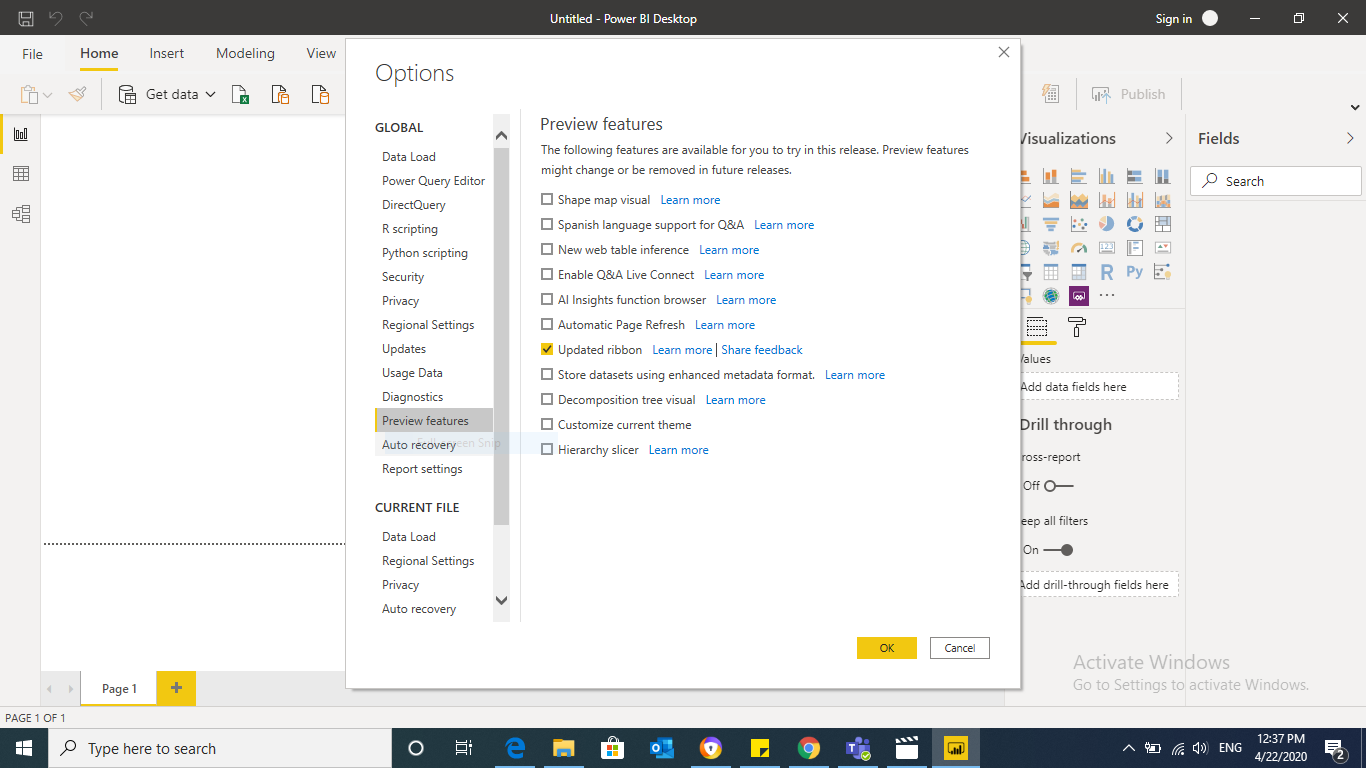 Untitled - Power BI Desktop
Sign in
File
Home
Insert
Modeling
View
Get data
Publish
Options
GLOBAL
Data Load
Power Query Editor
DirectQuery
R scripting
Python scripting
Security
Privacy
Regional Settings
Updates
Usage Data
Diagnostics
Preview features
Auto recovery
Report settings
CURRENT FILE
Data Load
Regional Settings
Privacy
Auto recovery
Preview features
The following features are available for you to try in this release. Preview features
might change or be removed in future releases.
Shape map visual Learn more
Spanish language support for Q&A Learn more
New web table inference Learn more
Enable Q&A Live Connect Learn more
AI Insights function browser Learn more
Automatic Page Refresh Learn more
Updated ribbon Learn more | Share feedback
Store datasets using enhanced metadata format. Learn more
Decomposition tree visual Learn more
Customize current theme
Hierarchy slicer Learn more
OK
Cancel
Visualizations
R
Py
Values
Add data fields here
Drill through
ross-report
Off
eep all filters
On
Add drill-through fields here
Fields
Search
Activate Windows
Go to Settings to activate Windows.
Page 1
PAGE 1 OF 1
Type here to search
ENG
12:37 PM
4/22/2020
2